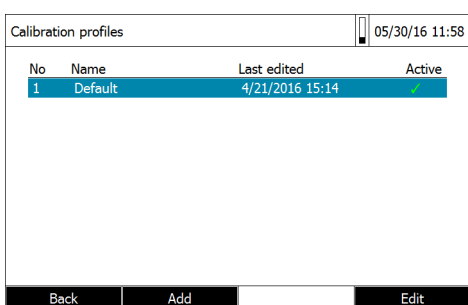 Calibration profiles 05/30/16 11:58
No Name Last edited Active
1 Default 4/21/2016 15:14 ✓
Back Add Edit